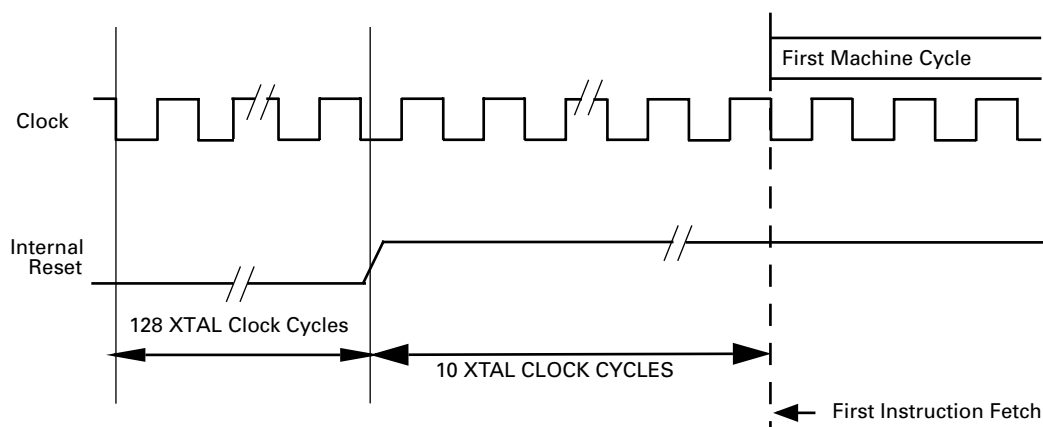 First Machine Cycle
Clock
Internal
Reset
128 XTAL Clock Cycles
10 XTAL CLOCK CYCLES
First Instruction Fetch